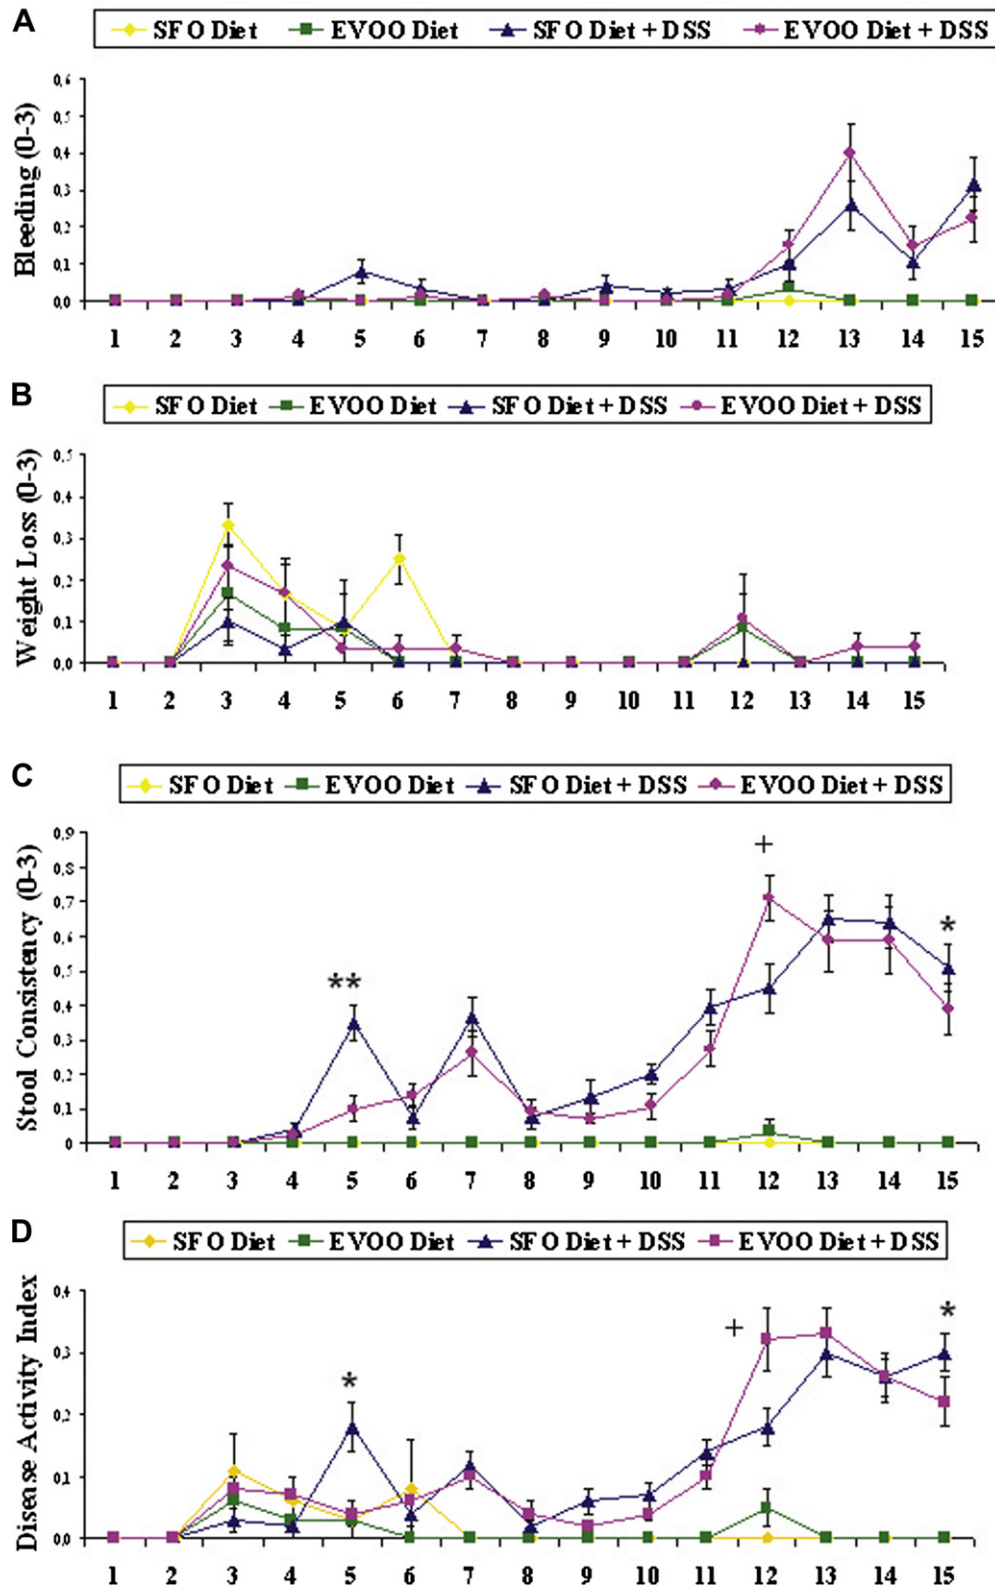 A
SFO Diet EVOO Diet SFO Diet + DSS EVOO Diet + DSS
Bleeding (0-3)
0,6
0,5
0,4
0,3
0,2
0,1
0,0
1 2 3 4 5 6 7 8 9 10 11 12 13 14 15
B
SFO Diet EVOO Diet SFO Diet + DSS EVOO Diet + DSS
Weight Loss (0-3)
0,5
0,4
0,3
0,2
0,1
0,0
1 2 3 4 5 6 7 8 9 10 11 12 13 14 15
C
SFO Diet EVOO Diet SFO Diet + DSS EVOO Diet + DSS
Stool Consistency (0-3)
0,9
0,8
0,7
0,6
0,5
0,4
0,3
0,2
0,1
0
+
**
*
1 2 3 4 5 6 7 8 9 10 11 12 13 14 15
D
SFO Diet EVOO Diet SFO Diet + DSS EVOO Diet + DSS
Disease Activity Index
0,4
0,3
0,2
0,1
0,0
*
+
*
1 2 3 4 5 6 7 8 9 10 11 12 13 14 15